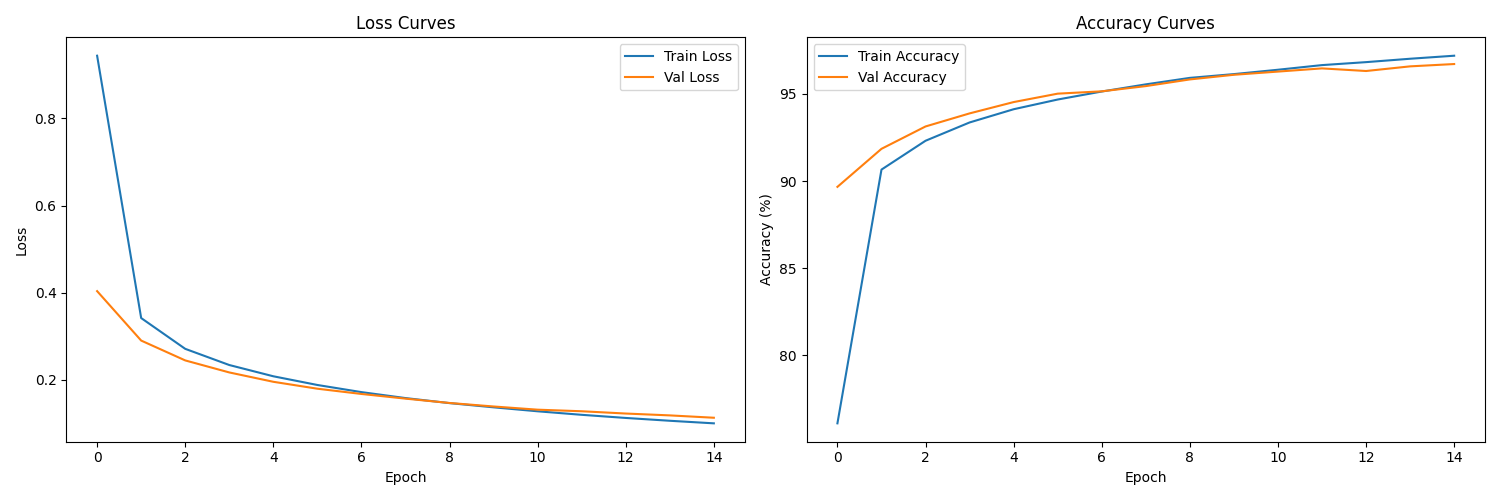 Loss Curves
Train Loss
Val Loss
0.8
0.6
0.4
0.2
Loss
0 2 4 6 8 10 12 14
Epoch
Accuracy Curves
Train Accuracy
Val Accuracy
95
90
85
80
Accuracy (%)
0 2 4 6 8 10 12 14
Epoch